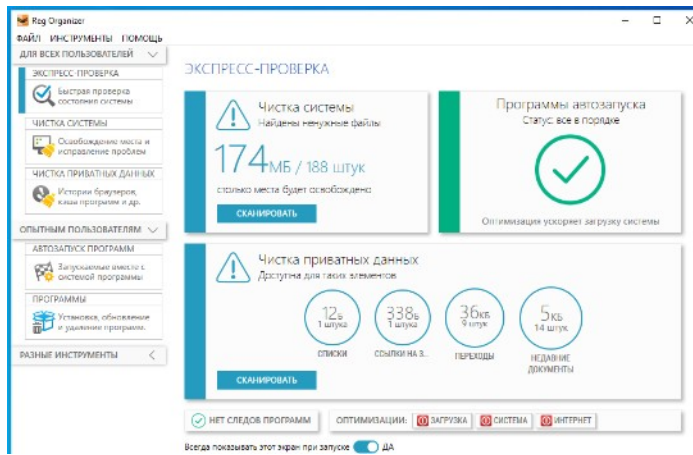 Reg Organizer
ФАЙЛ ИНСТРУМЕНТЫ ПОМОЩЬ
ДЛЯ ВСЕХ ПОЛЬЗОВАТЕЛЕЙ
ЭКСПРЕСС-ПРОВЕРКА
Быстрая проверка
состояния системы
ЧИСТКА СИСТЕМЫ
Освобождение места и
исправление проблем
ЧИСТКА ПРИВАТНЫХ ДАННЫХ
Истории браузеров,
кэши программ и др.
ОПЫТНЫМ ПОЛЬЗОВАТЕЛЯМ
АВТОЗАПУСК ПРОГРАММ
Запускаемые вместе с
системой программы
ПРОГРАММЫ
Установка, обновление
и удаление программ.
РАЗНЫЕ ИНСТРУМЕНТЫ
ЭКСПРЕСС-ПРОВЕРКА
Чистка системы
Найдены ненужные файлы
174МБ / 188 штук
столько места будет освобождено
СКАНИРОВАТЬ
Программы автозапуска
Статус: все в порядке
Оптимизация ускоряет загрузку системы
Чистка приватных данных
Доступна для таких элементов
12Б
1 штука
СПИСКИ
338Б
1 штука
ССЫЛКИ НА З...
36КБ
9 штук
ПЕРЕХОДЫ
5КБ
14 штук
НЕДАВНИЕ
ДОКУМЕНТЫ
СКАНИРОВАТЬ
НЕТ СЛЕДОВ ПРОГРАММ
ОПТИМИЗАЦИИ: ЗАГРУЗКА СИСТЕМА ИНТЕРНЕТ
Всегда показывать этот экран при запуске ДА